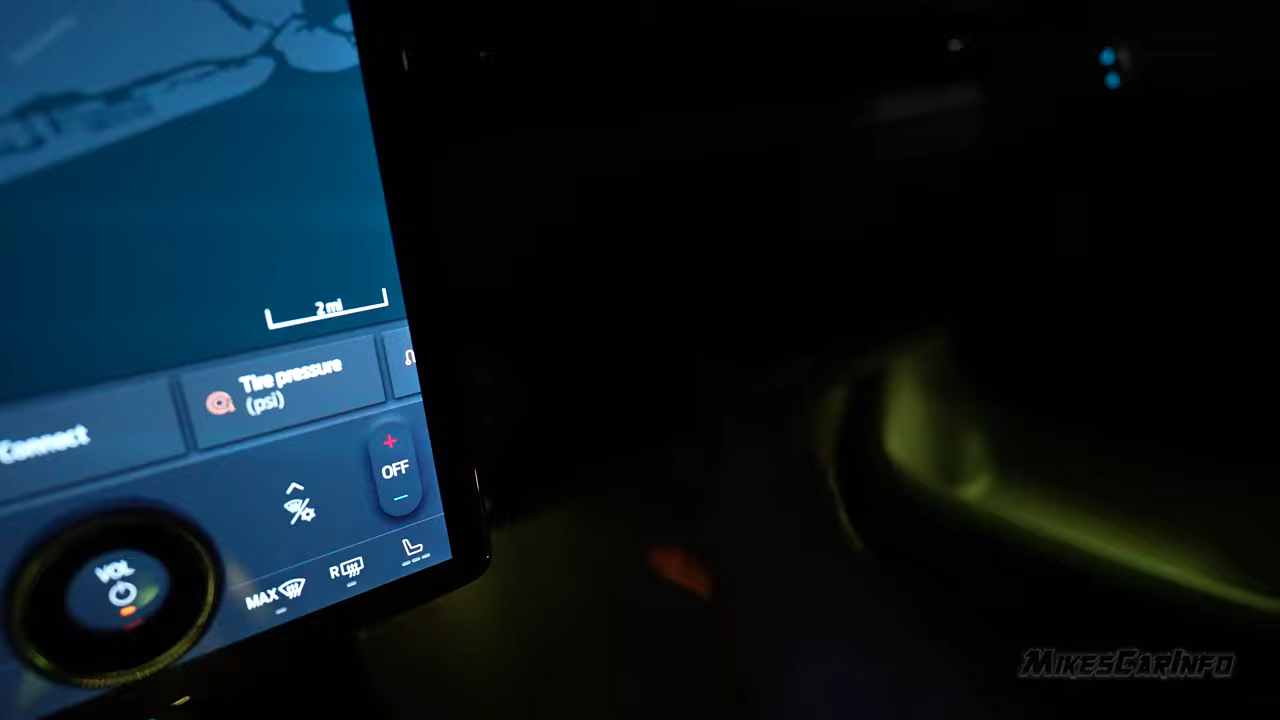 2 mi
Tire pressure
(psi)
Connect
OFF
VOL
MAX
R
MIKESCARINFO